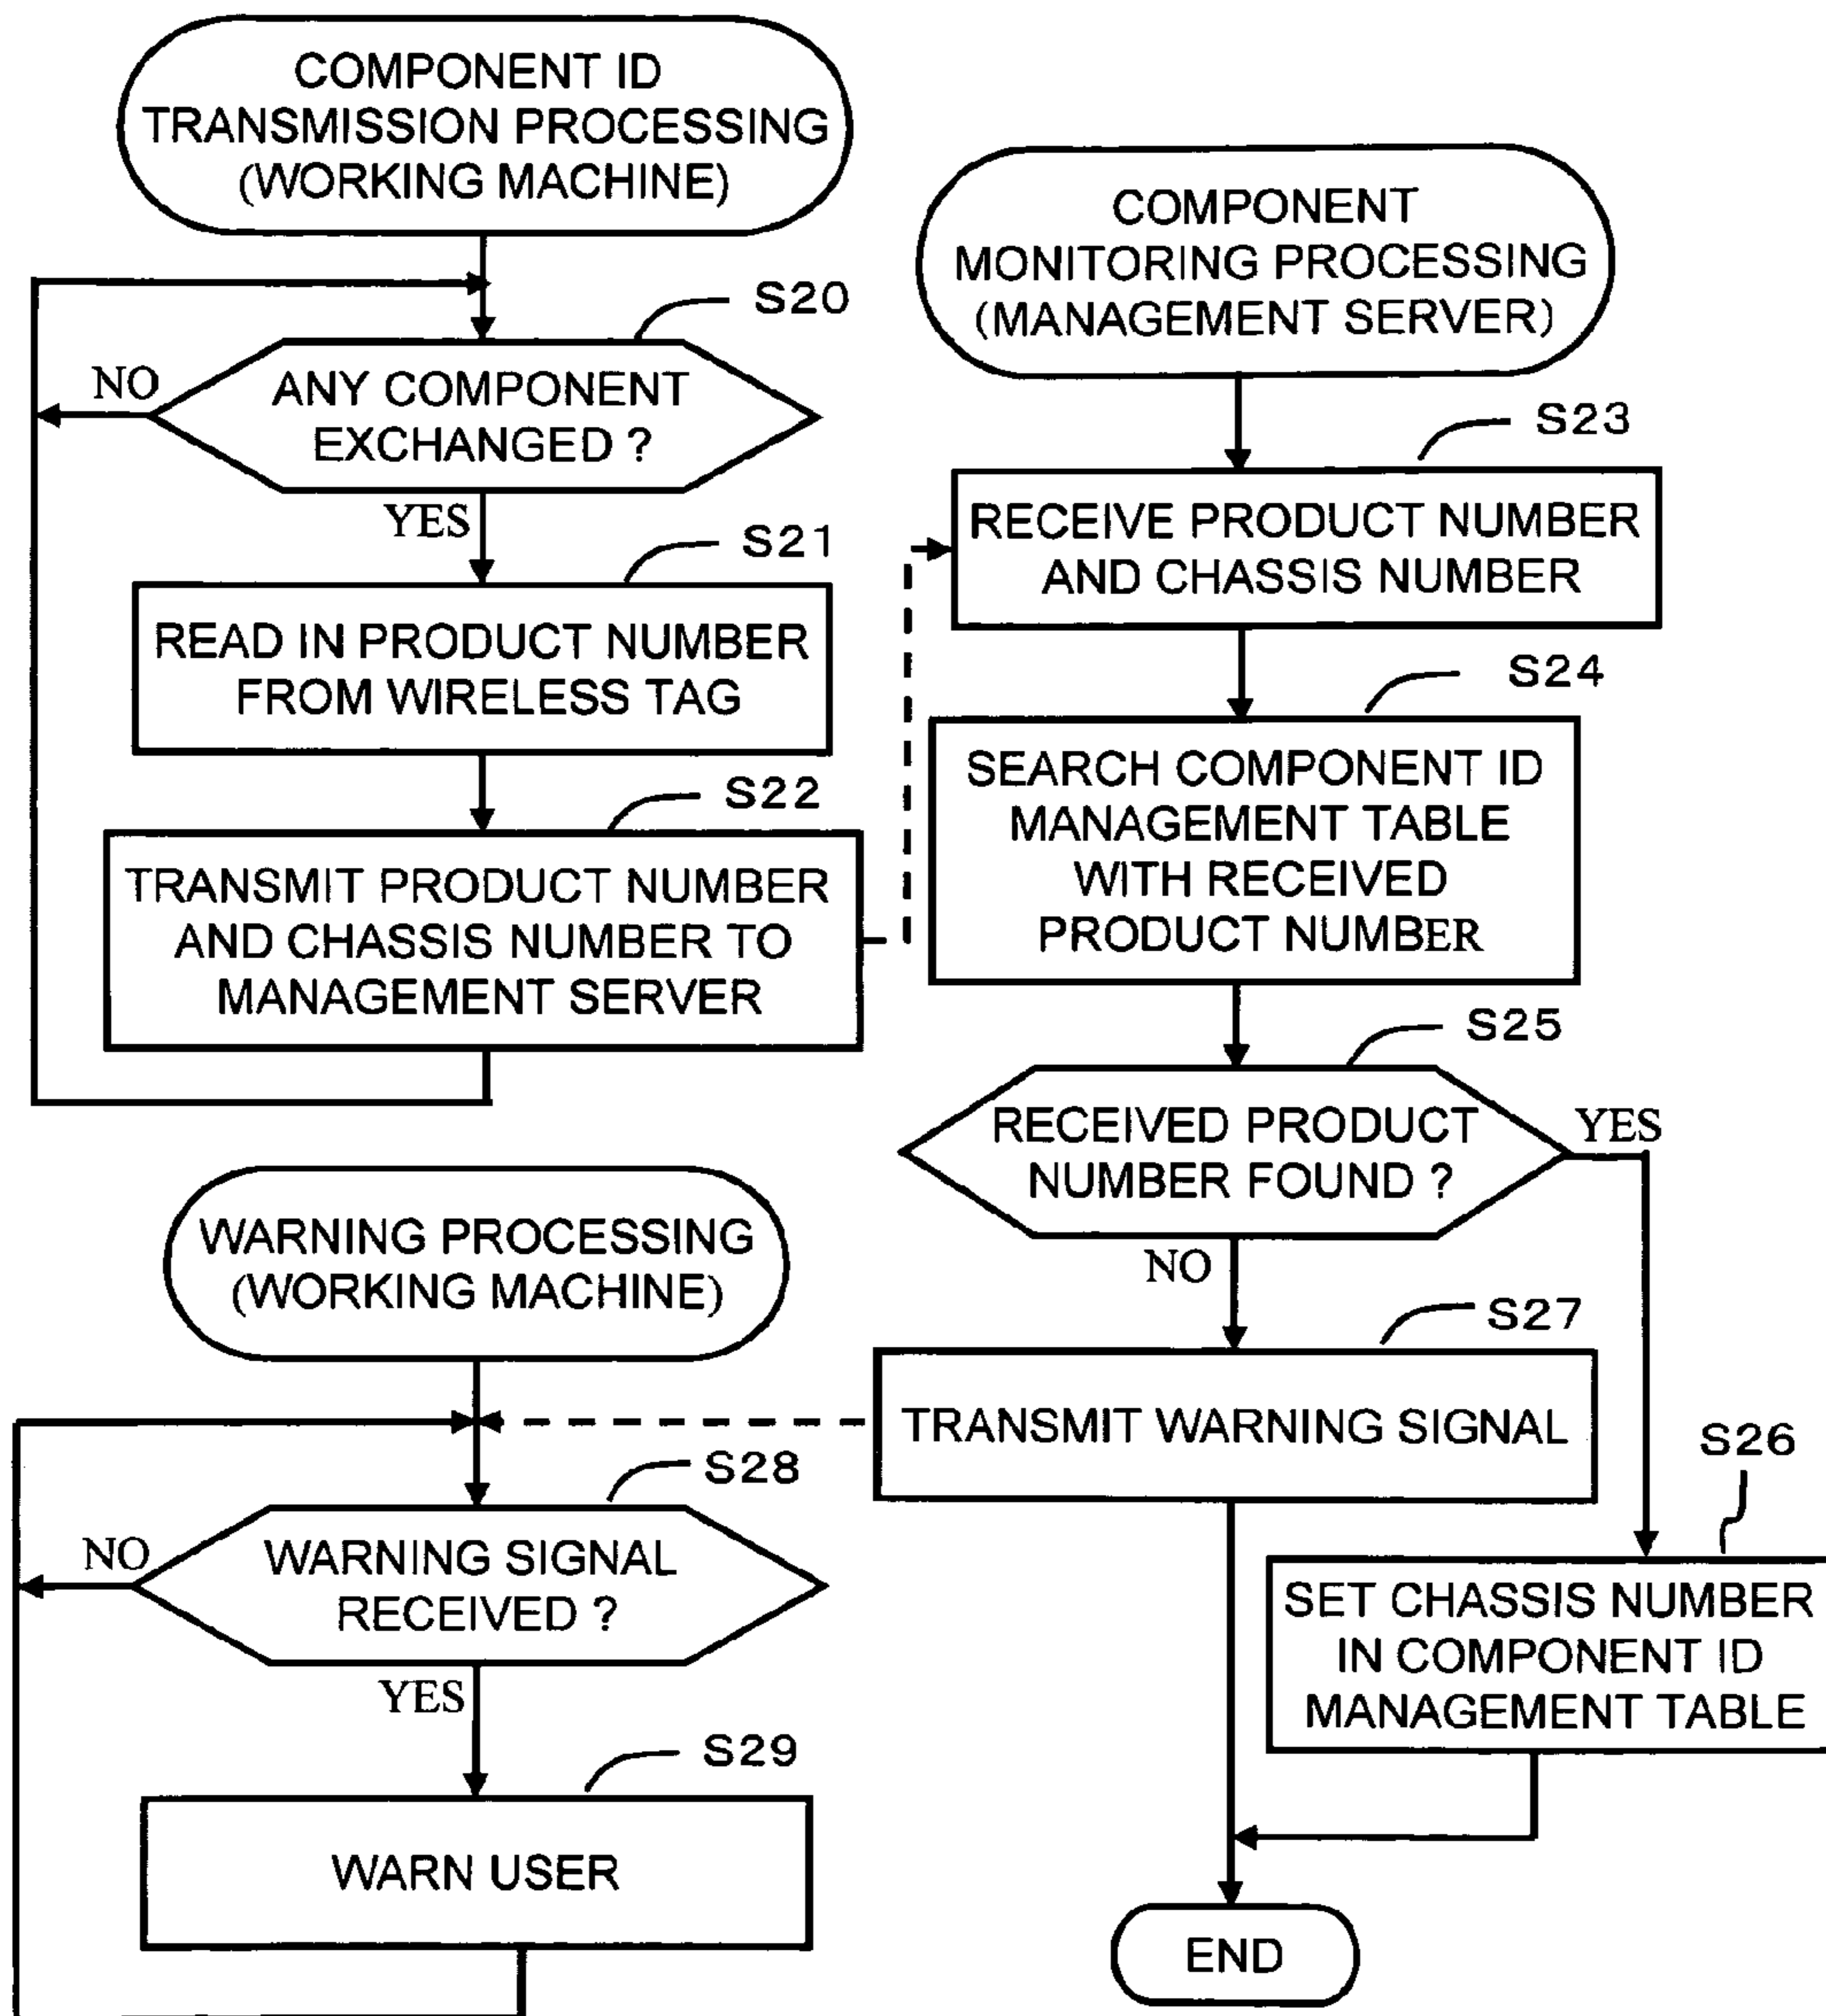 COMPONENT ID
TRANSMISSION PROCESSING
(WORKING MACHINE)
S20
NO
ANY COMPONENT
EXCHANGED ?
YES
S21
READ IN PRODUCT NUMBER
FROM WIRELESS TAG
S22
TRANSMIT PRODUCT NUMBER
AND CHASSIS NUMBER TO
MANAGEMENT SERVER
COMPONENT
MONITORING PROCESSING
(MANAGEMENT SERVER)
S23
RECEIVE PRODUCT NUMBER
AND CHASSIS NUMBER
S24
SEARCH COMPONENT ID
MANAGEMENT TABLE
WITH RECEIVED
PRODUCT NUMBER
S25
RECEIVED PRODUCT
NUMBER FOUND ?
YES
NO
S27
TRANSMIT WARNING SIGNAL
S26
SET CHASSIS NUMBER
IN COMPONENT ID
MANAGEMENT TABLE
END
WARNING PROCESSING
(WORKING MACHINE)
S28
NO
WARNING SIGNAL
RECEIVED ?
YES
S29
WARN USER